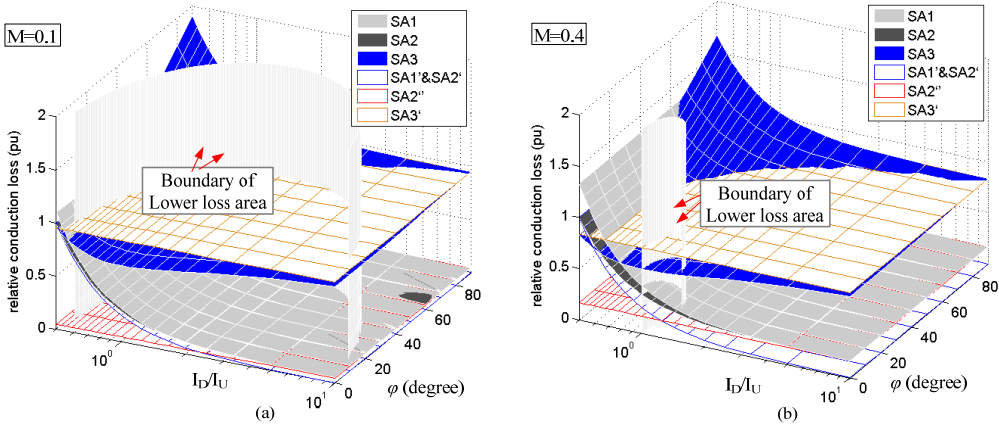 M=0.1
SA1
SA2
SA3
SA1'&SA2‘
SA2‘'
SA3‘
relative conduction loss (pu)
2
1.5
1
0.5
0
Boundary of
Lower loss area
10⁰
10¹
I_D/I_U
0
20
40
60
80
φ (degree)
(a)
M=0.4
SA1
SA2
SA3
SA1'&SA2‘
SA2‘'
SA3‘
relative conduction loss (pu)
2
1.5
1
0.5
0
Boundary of
Lower loss area
10⁰
10¹
I_D/I_U
0
20
40
60
80
φ (degree)
(b)